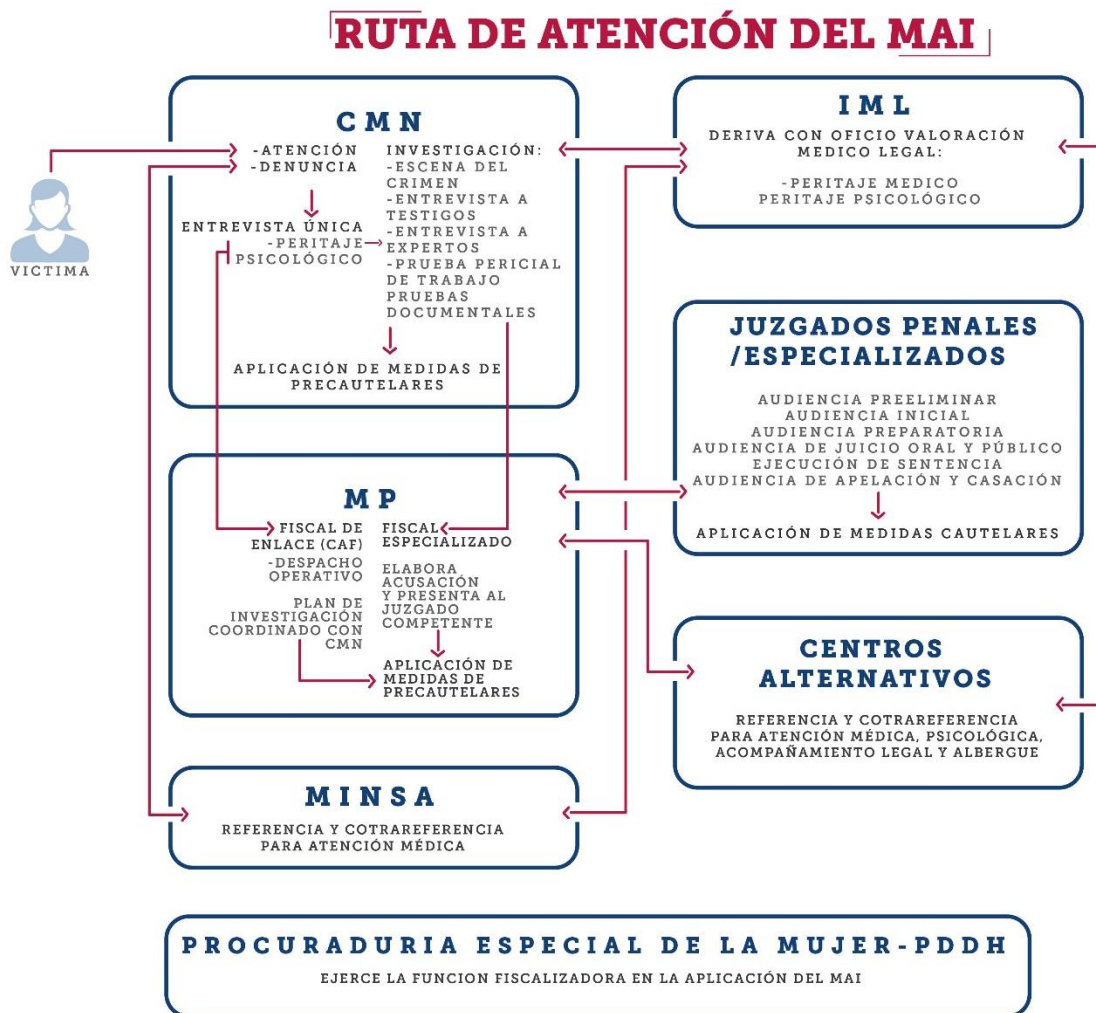 RUTA DE ATENCIÓN DEL MAI
VICTIMA
CMN
-ATENCIÓN
-DENUNCIA
ENTREVISTA ÚNICA
-PERITAJE
PSICOLÓGICO
INVESTIGACIÓN:
-ESCENA DEL
CRIMEN
-ENTREVISTA A
TESTIGOS
-ENTREVISTA A
EXPERTOS
-PRUEBA PERICIAL
DE TRABAJO
PRUEBAS
DOCUMENTALES
APLICACIÓN DE MEDIDAS DE
PRECAUTELARES
IML
DERIVA CON OFICIO VALORACIÓN
MEDICO LEGAL:
-PERITAJE MEDICO
PERITAJE PSICOLÓGICO
JUZGADOS PENALES
/ESPECIALIZADOS
AUDIENCIA PREELIMINAR
AUDIENCIA INICIAL
AUDIENCIA PREPARATORIA
AUDIENCIA DE JUICIO ORAL Y PÚBLICO
EJECUCIÓN DE SENTENCIA
AUDIENCIA DE APELACIÓN Y CASACIÓN
APLICACIÓN DE MEDIDAS CAUTELARES
MP
FISCAL DE
ENLACE (CAF)
-DESPACHO
OPERATIVO
PLAN DE
INVESTIGACIÓN
COORDINADO CON
CMN
FISCAL
ESPECIALIZADO
ELABORA
ACUSACIÓN
Y PRESENTA AL
JUZGADO
COMPETENTE
APLICACIÓN DE
MEDIDAS DE
PRECAUTELARES
CENTROS
ALTERNATIVOS
REFERENCIA Y COTRAREFERENCIA
PARA ATENCIÓN MÉDICA, PSICOLÓGICA,
ACOMPAÑAMIENTO LEGAL Y ALBERGUE
MINSA
REFERENCIA Y COTRAREFERENCIA
PARA ATENCIÓN MÉDICA
PROCURADURIA ESPECIAL DE LA MUJER-PDDH
EJERCE LA FUNCION FISCALIZADORA EN LA APLICACIÓN DEL MAI